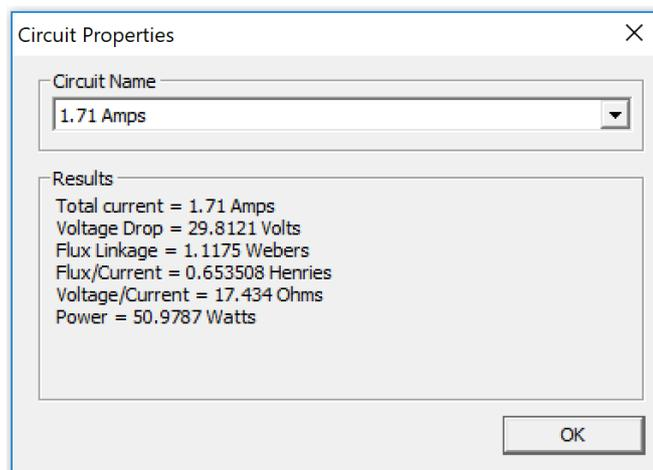 Circuit Properties
Circuit Name
1.71 Amps
Results
Total current = 1.71 Amps
Voltage Drop = 29.8121 Volts
Flux Linkage = 1.1175 Webers
Flux/Current = 0.653508 Henries
Voltage/Current = 17.434 Ohms
Power = 50.9787 Watts
OK